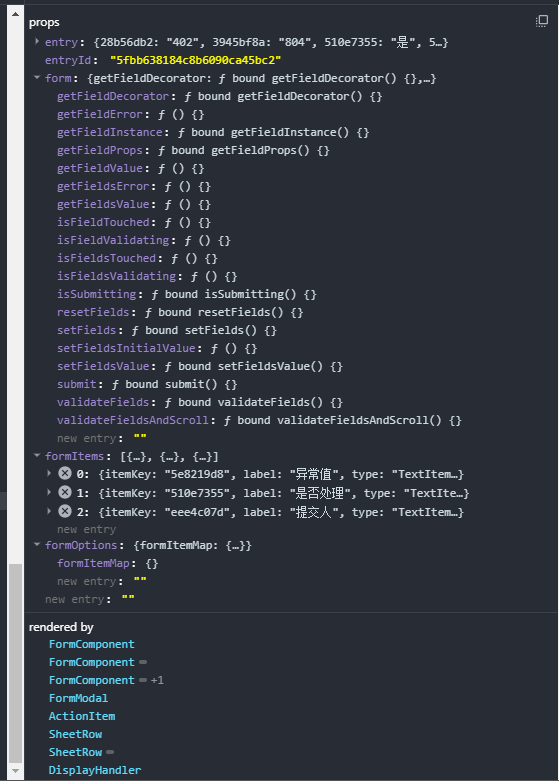 props
entry: {28b56db2: "402", 3945bf8a: "804", 510e7355: "是", 5…}
entryId: "5fbb638184c8b6090ca45bc2"
form: {getFieldDecorator: ƒ bound getFieldDecorator() {},…}
getFieldDecorator: ƒ bound getFieldDecorator() {}
getFieldError: ƒ () {}
getFieldInstance: ƒ bound getFieldInstance() {}
getFieldProps: ƒ bound getFieldProps() {}
getFieldValue: ƒ () {}
getFieldsError: ƒ () {}
getFieldsValue: ƒ () {}
isFieldTouched: ƒ () {}
isFieldValidating: ƒ () {}
isFieldsTouched: ƒ () {}
isFieldsValidating: ƒ () {}
isSubmitting: ƒ bound isSubmitting() {}
resetFields: ƒ bound resetFields() {}
setFields: ƒ bound setFields() {}
setFieldsInitialValue: ƒ () {}
setFieldsValue: ƒ bound setFieldsValue() {}
submit: ƒ bound submit() {}
validateFields: ƒ bound validateFields() {}
validateFieldsAndScroll: ƒ bound validateFieldsAndScroll() {}
new entry: ""
formItems: [{…}, {…}, {…}]
0: {itemKey: "5e8219d8", label: "异常值", type: "TextItem…}
1: {itemKey: "510e7355", label: "是否处理", type: "TextIte…}
2: {itemKey: "eee4c07d", label: "提交人", type: "TextItem…}
new entry
formOptions: {formItemMap: {…}}
formItemMap: {}
new entry: ""
new entry: ""
rendered by
FormComponent
FormComponent
FormComponent +1
FormModal
ActionItem
SheetRow
SheetRow
DisplayHandler